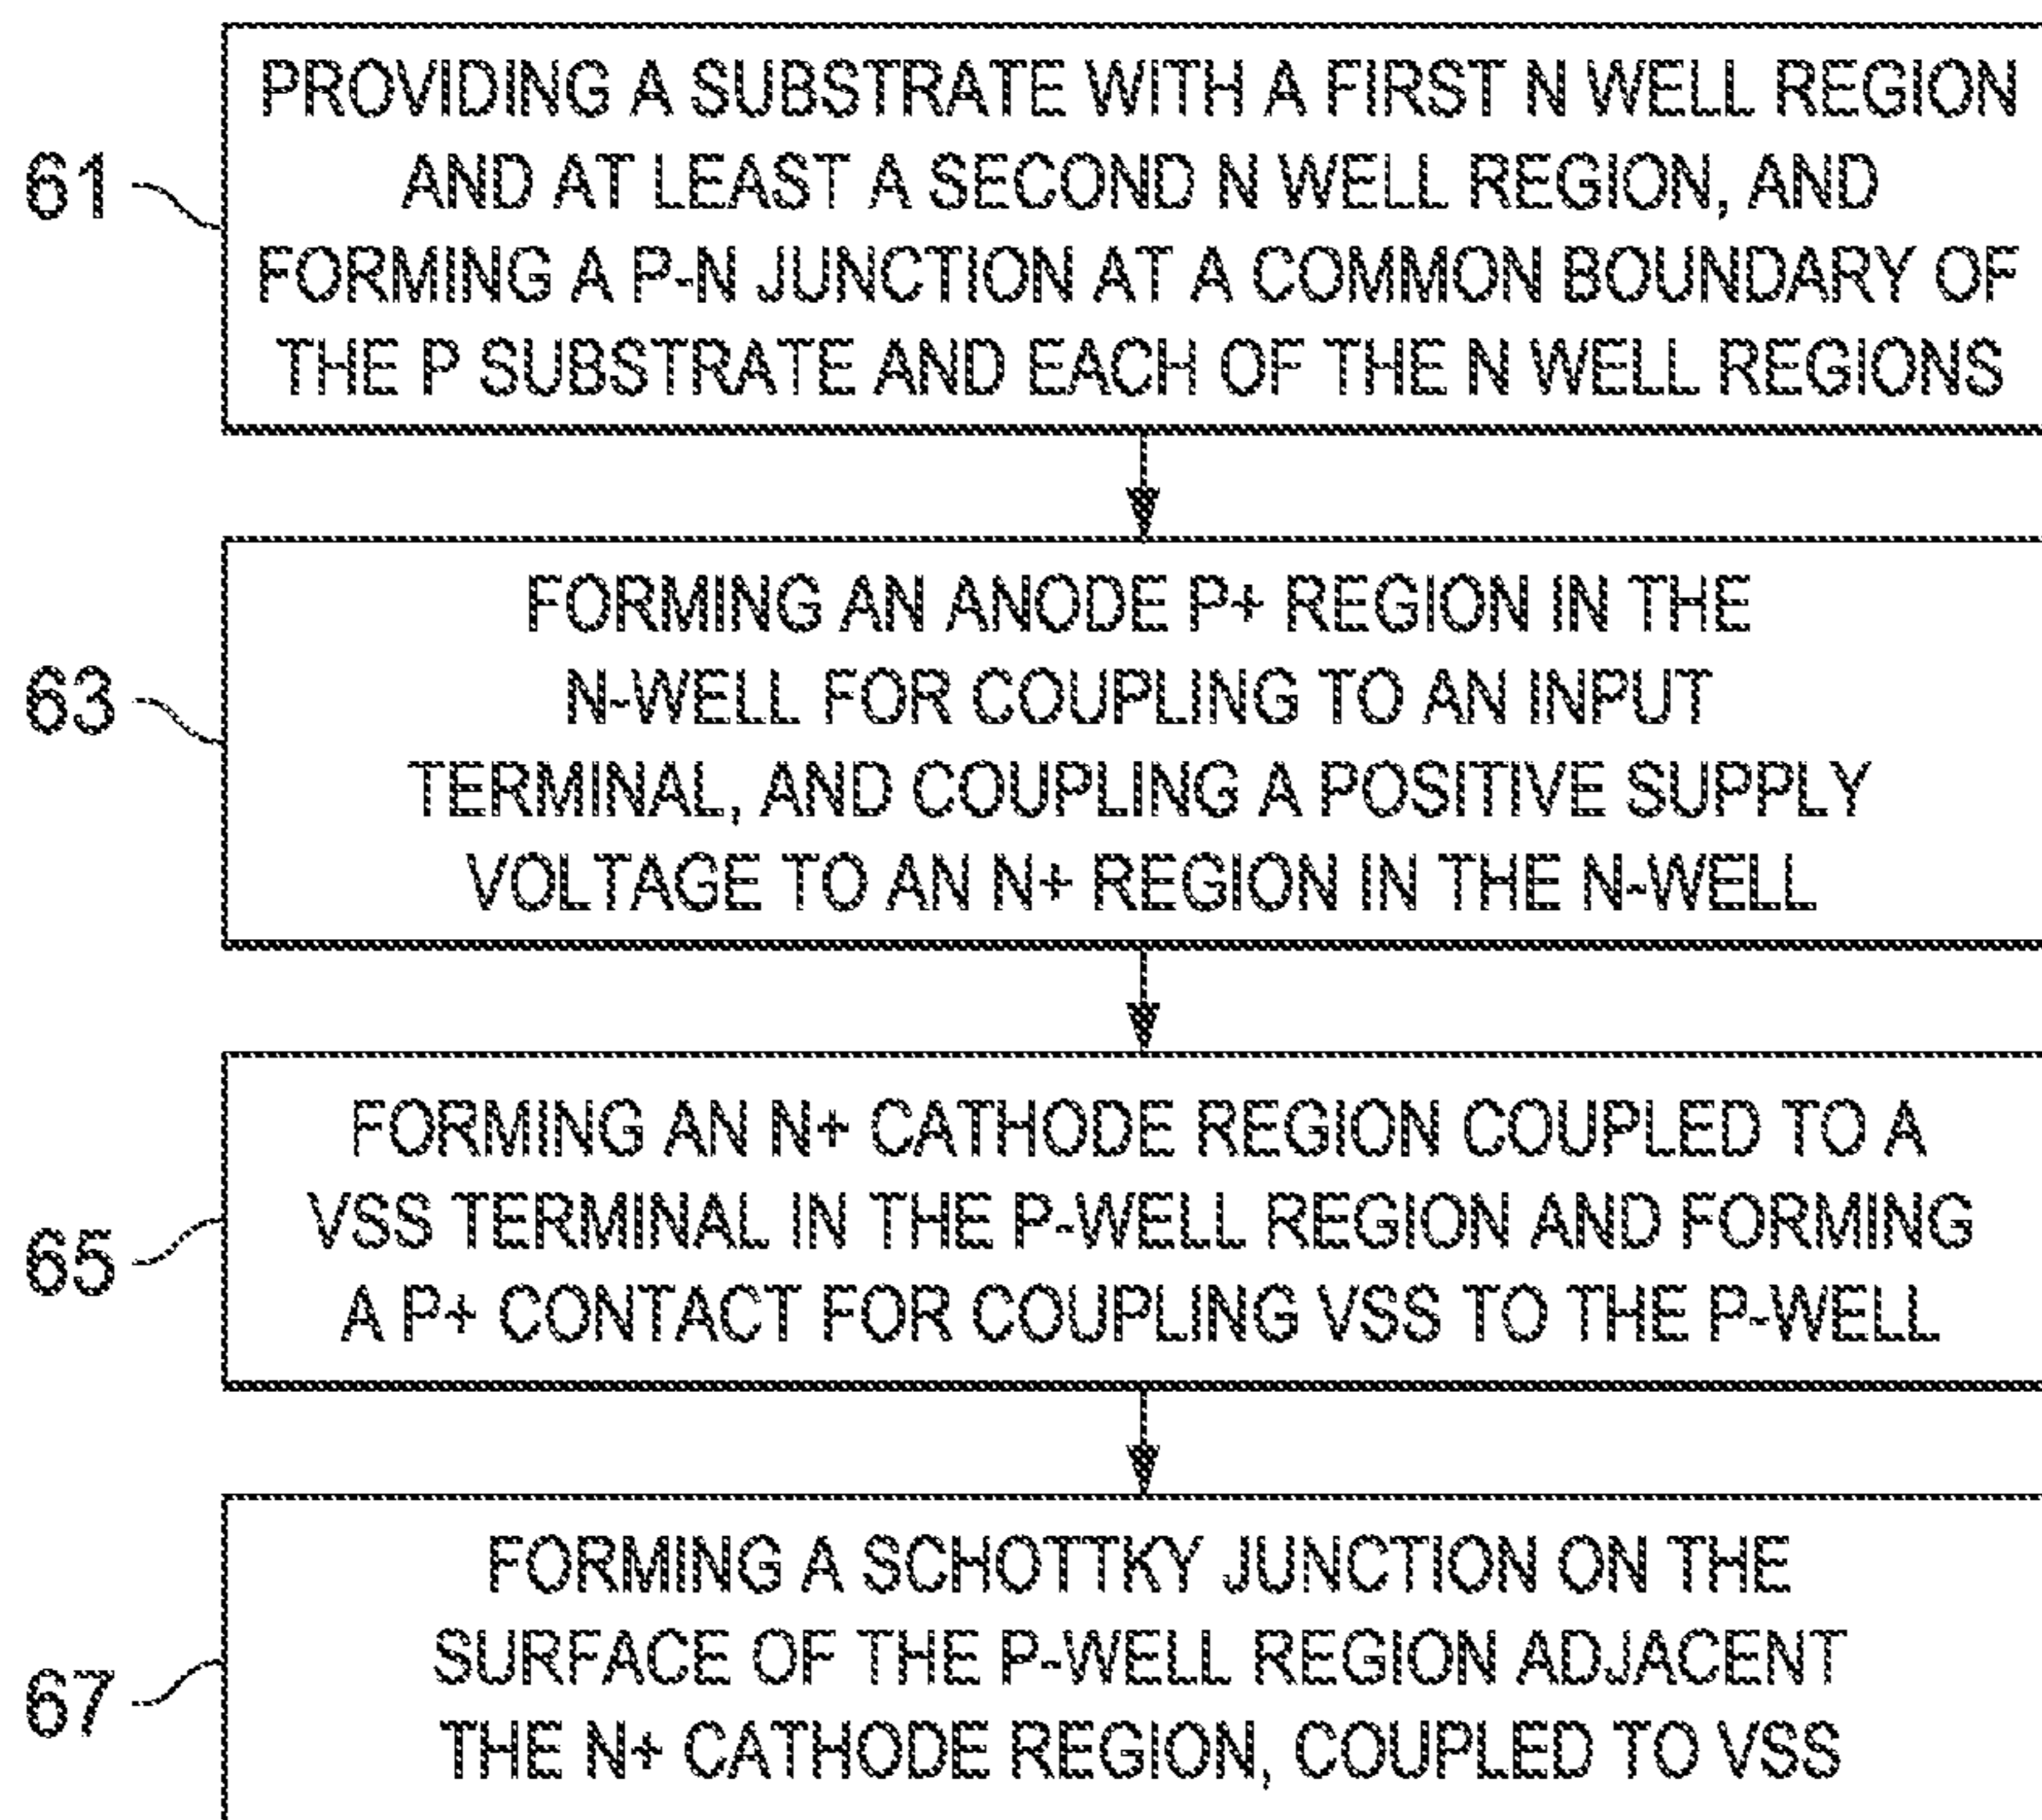 PROVIDING A SUBSTRATE WITH A FIRST N WELL REGION
AND AT LEAST A SECOND N WELL REGION, AND
61
FORMING A P-N JUNCTION AT A COMMON BOUNDARY OF
THE P SUBSTRATE AND EACH OF THE N WELL REGIONS
FORMING AN ANODE P+ REGION IN THE
63
N-WELL FOR COUPLING TO AN INPUT
TERMINAL, AND COUPLING A POSITIVE SUPPLY
VOLTAGE TO AN N+ REGION IN THE N-WELL
FORMING AN N+ CATHODE REGION COUPLED TO A
VSS TERMINAL IN THE P-WELL REGION AND FORMING
65
A P+ CONTACT FOR COUPLING VSS TO THE P-WELL
FORMING A SCHOTTKY JUNCTION ON THE
SURFACE OF THE P-WELL REGION ADJACENT
67
THE N+ CATHODE REGION, COUPLED TO VSS